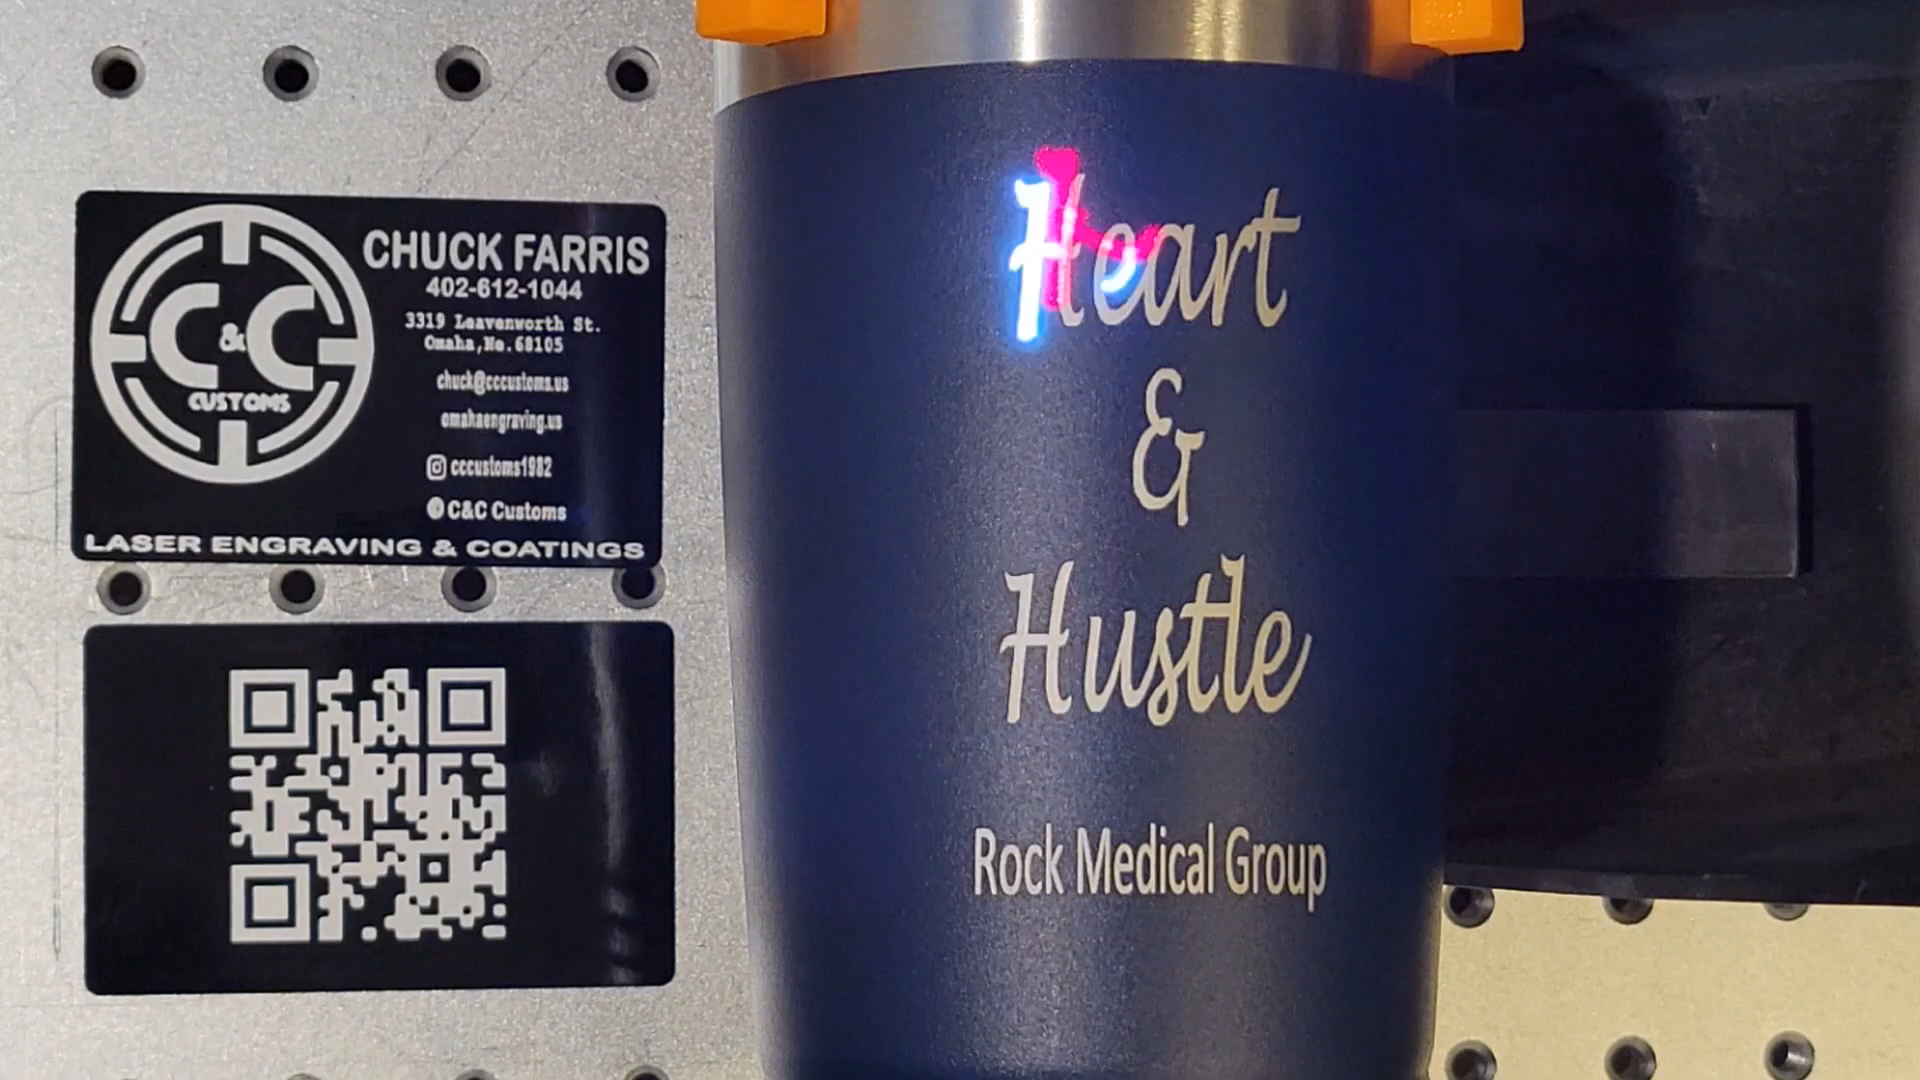 C&C
CUSTOMS
CHUCK FARRIS
402-612-1044
3319 Leavenworth St.
Omaha,Ne.68105
chuck@cccustoms.us
omahaengraving.us
cccustoms1982
C&C Customs
LASER ENGRAVING & COATINGS
Heart
&
Hustle
Rock Medical Group